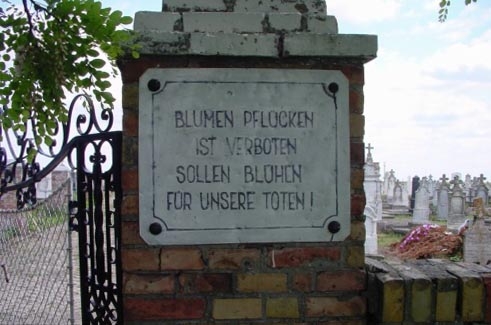 BLUMEN PFLÜCKEN
IST VERBOTEN
SOLLEN BLÜHEN
FÜR UNSERE TOTEN!